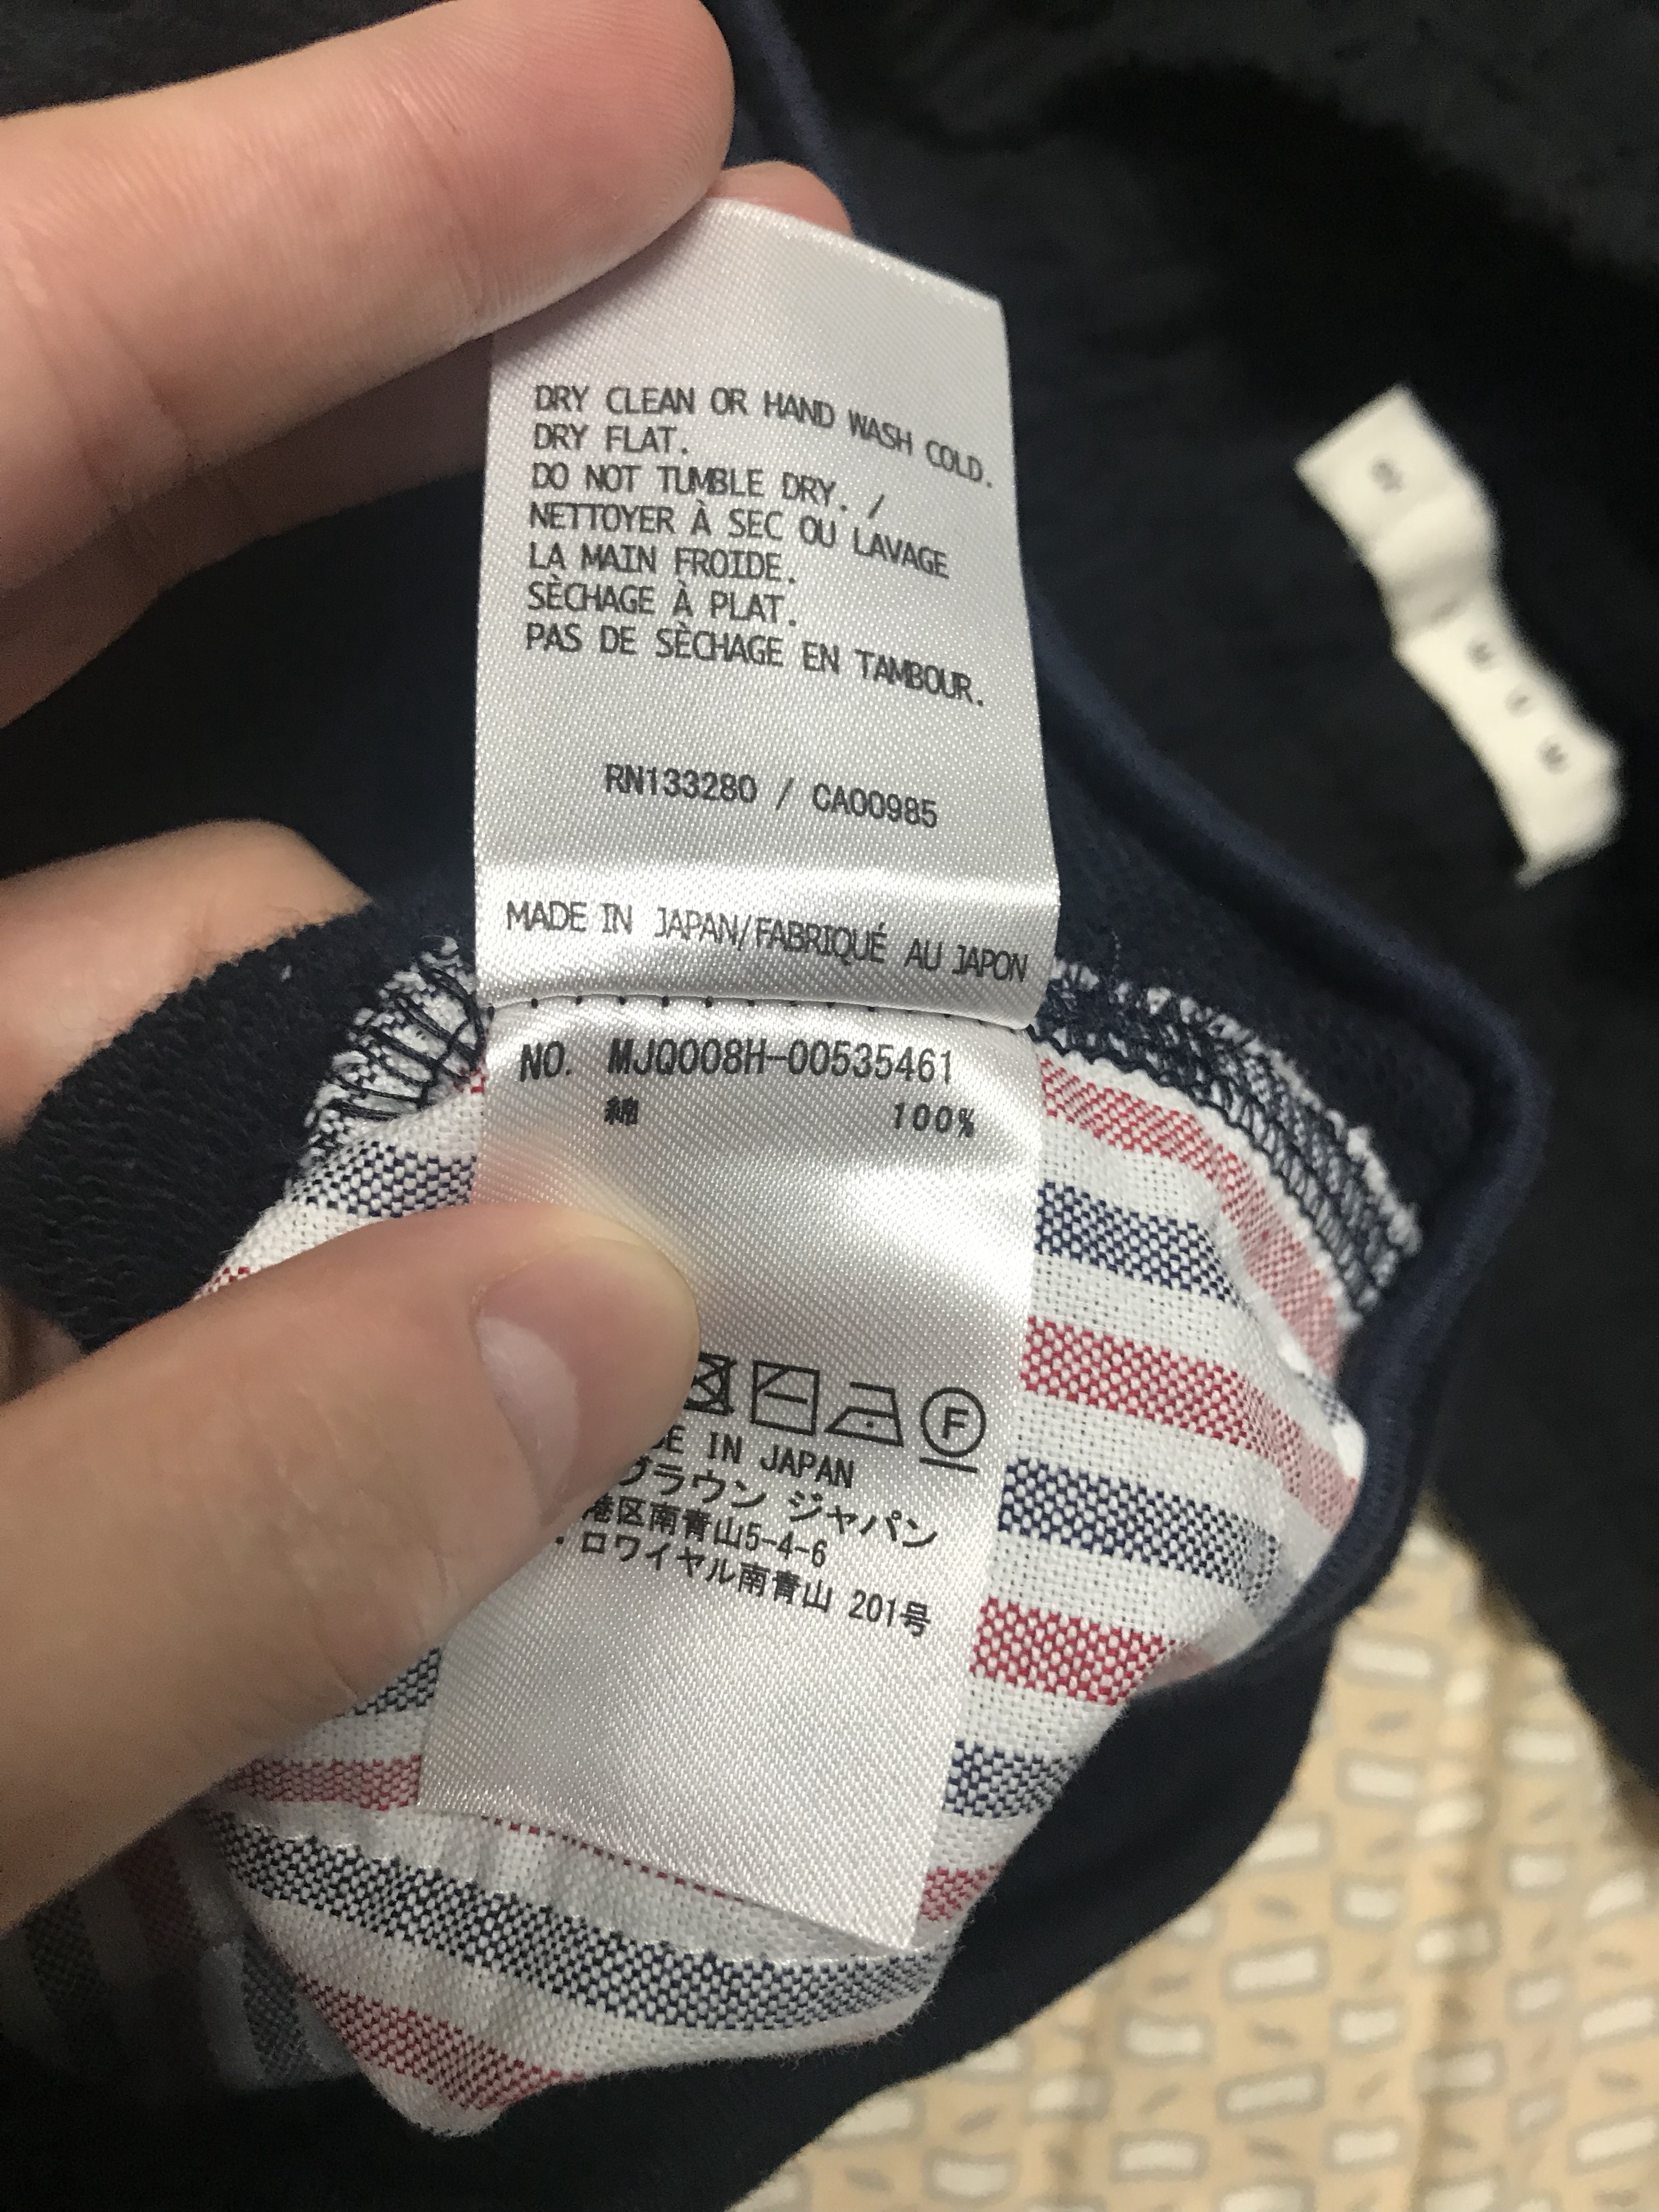 DRY CLEAN OR HAND WASH COLD.
DRY FLAT.
DO NOT TUMBLE DRY. /
NETTOYER À SEC OU LAVAGE
LA MAIN FROIDE.
SÈCHAGE À PLAT.
PAS DE SÈCHAGE EN TAMBOUR.
RN133280 / CA00985
MADE IN JAPAN/FABRIQUÉ AU JAPON
NO. MJQ008H-00535461
綿 100%
F
IN JAPAN
ブラウン ジャパン
港区南青山5-4-6
・ロワイヤル南青山 201号